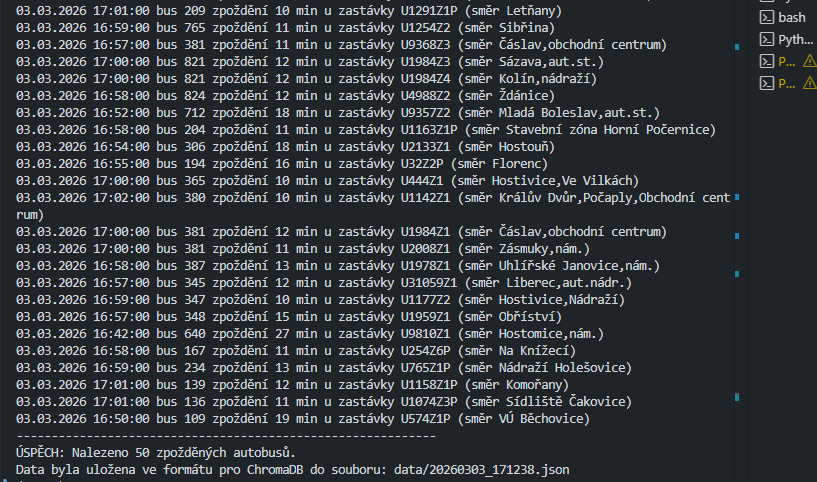 03.03.2026 17:01:00 bus 209 zpoždění 10 min u zastávky U1291Z1P (směr Letňany)
03.03.2026 16:59:00 bus 765 zpoždění 11 min u zastávky U1254Z2 (směr Sibřina)
03.03.2026 16:57:00 bus 381 zpoždění 11 min u zastávky U9368Z3 (směr Čáslav,obchodní centrum)
03.03.2026 17:00:00 bus 821 zpoždění 12 min u zastávky U1984Z3 (směr Sázava,aut.st.)
03.03.2026 17:00:00 bus 821 zpoždění 12 min u zastávky U1984Z4 (směr Kolín,nádraží)
03.03.2026 16:58:00 bus 824 zpoždění 12 min u zastávky U4988Z2 (směr Ždánice)
03.03.2026 16:52:00 bus 712 zpoždění 18 min u zastávky U9357Z2 (směr Mladá Boleslav,aut.st.)
03.03.2026 16:58:00 bus 204 zpoždění 11 min u zastávky U1163Z1P (směr Stavební zóna Horní Počernice)
03.03.2026 16:54:00 bus 306 zpoždění 18 min u zastávky U2133Z1 (směr Hostouň)
03.03.2026 16:55:00 bus 194 zpoždění 16 min u zastávky U32Z2P (směr Florenc)
03.03.2026 17:00:00 bus 365 zpoždění 10 min u zastávky U444Z1 (směr Hostivice,Ve Vilkách)
03.03.2026 17:02:00 bus 380 zpoždění 10 min u zastávky U1142Z1 (směr Králův Dvůr,Počaply,Obchodní cent
rum)
03.03.2026 17:00:00 bus 381 zpoždění 12 min u zastávky U1984Z1 (směr Čáslav,obchodní centrum)
03.03.2026 17:00:00 bus 381 zpoždění 11 min u zastávky U2008Z1 (směr Zásmuky,nám.)
03.03.2026 16:58:00 bus 387 zpoždění 13 min u zastávky U1978Z1 (směr Uhlířské Janovice,nám.)
03.03.2026 16:57:00 bus 345 zpoždění 12 min u zastávky U31059Z1 (směr Liberec,aut.nádr.)
03.03.2026 16:59:00 bus 347 zpoždění 10 min u zastávky U1177Z2 (směr Hostivice,Nádraží)
03.03.2026 16:57:00 bus 348 zpoždění 15 min u zastávky U1959Z1 (směr Obříství)
03.03.2026 16:42:00 bus 640 zpoždění 27 min u zastávky U9810Z1 (směr Hostomice,nám.)
03.03.2026 16:58:00 bus 167 zpoždění 11 min u zastávky U254Z6P (směr Na Knížecí)
03.03.2026 16:59:00 bus 234 zpoždění 13 min u zastávky U765Z1P (směr Nádraží Holešovice)
03.03.2026 17:01:00 bus 139 zpoždění 12 min u zastávky U1158Z1P (směr Komořany)
03.03.2026 17:01:00 bus 136 zpoždění 11 min u zastávky U1074Z3P (směr Sídliště Čakovice)
03.03.2026 16:50:00 bus 109 zpoždění 19 min u zastávky U574Z1P (směr VÚ Běchovice)
------------------------------------------------------------
ÚSPĚCH: Nalezeno 50 zpožděných autobusů.
Data byla uložena ve formátu pro ChromaDB do souboru: data/20260303_171238.json
bash
Pyth...
P...
P...